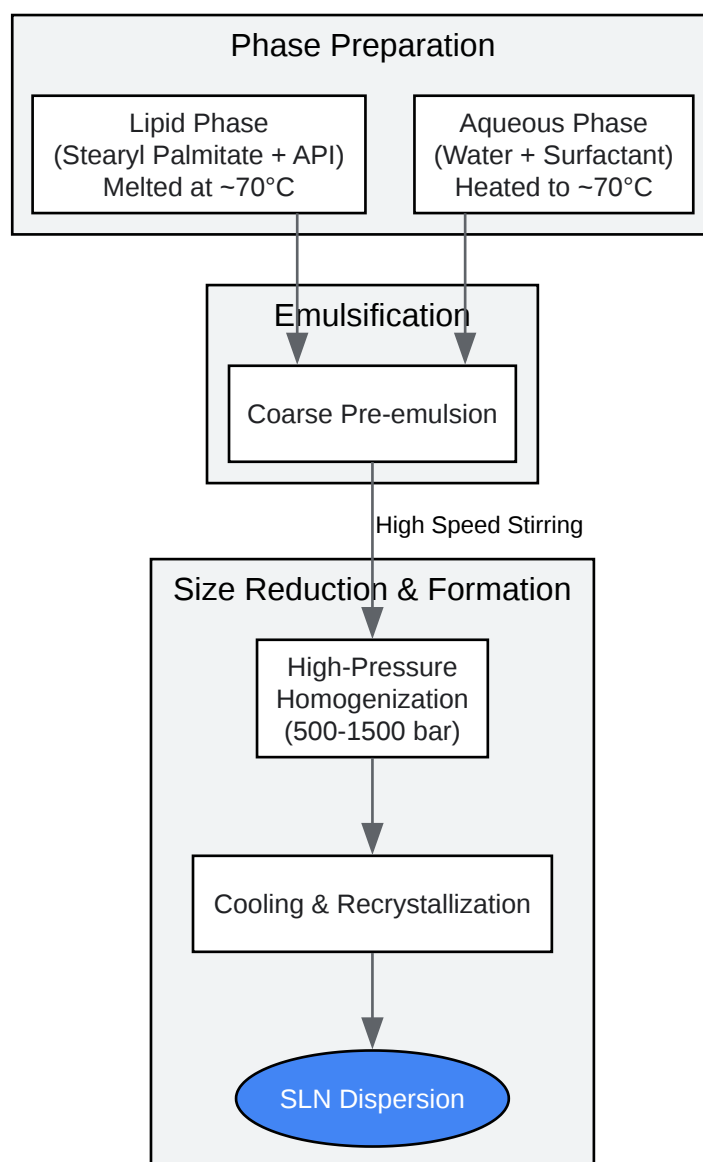 Phase Preparation
Lipid Phase
(Stearyl Palmitate + API)
Melted at ~70°C
Aqueous Phase
(Water + Surfactant)
Heated to ~70°C
Emulsification
Coarse Pre-emulsion
High Speed Stirring
Size Reduction & Formation
High-Pressure
Homogenization
(500-1500 bar)
Cooling & Recrystallization
SLN Dispersion